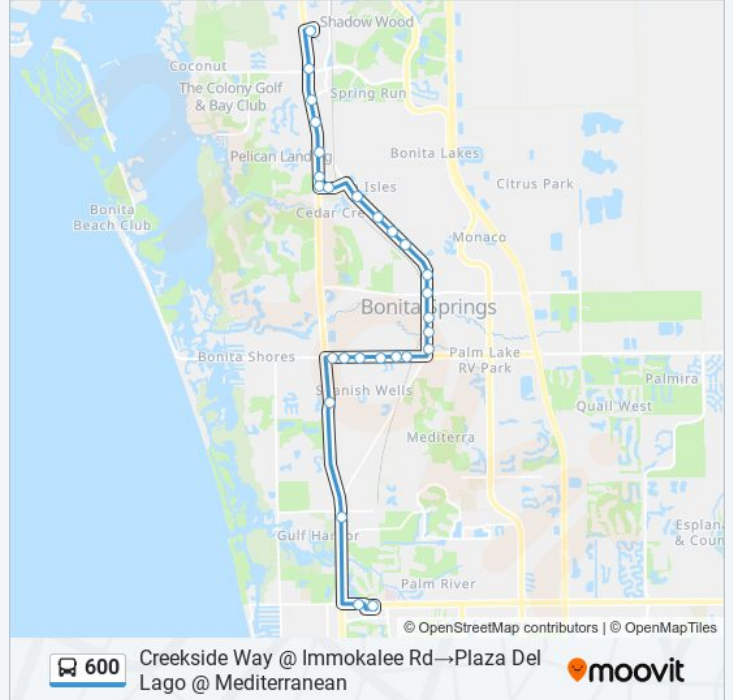 Shadow Wood
Coconut
The Colony Golf
& Bay Club
Spring Run
Pelican Landing
Bonita Lakes
Isles
Citrus Park
Bonita
Beach Club
Cedar Cre
Monaco
Bonita Springs
Bonita Shores
Palm Lake
RV Park
Spanish Wells
Palmira
Quail West
Mediterra
Gulf Harbor
Esplan
& Coun
Palm River
© OpenStreetMap contributors | © OpenMapTiles
600
Creekside Way @ Immokalee Rd→Plaza Del
Lago @ Mediterranean
moovit